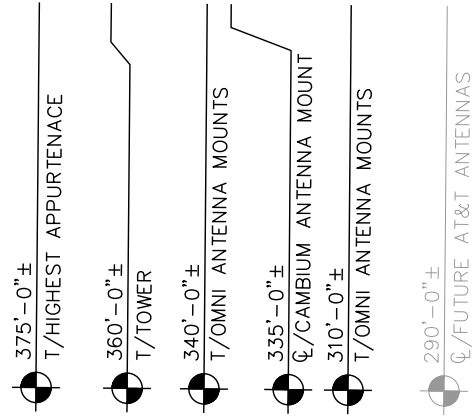 375'-0"±
T/HIGHEST APPURTENACE
360'-0"±
T/TOWER
340'-0"±
T/OMNI ANTENNA MOUNTS
335'-0"±
℄/CAMBIUM ANTENNA MOUNT
310'-0"±
T/OMNI ANTENNA MOUNTS
290'-0"±
℄/FUTURE AT&T ANTENNAS